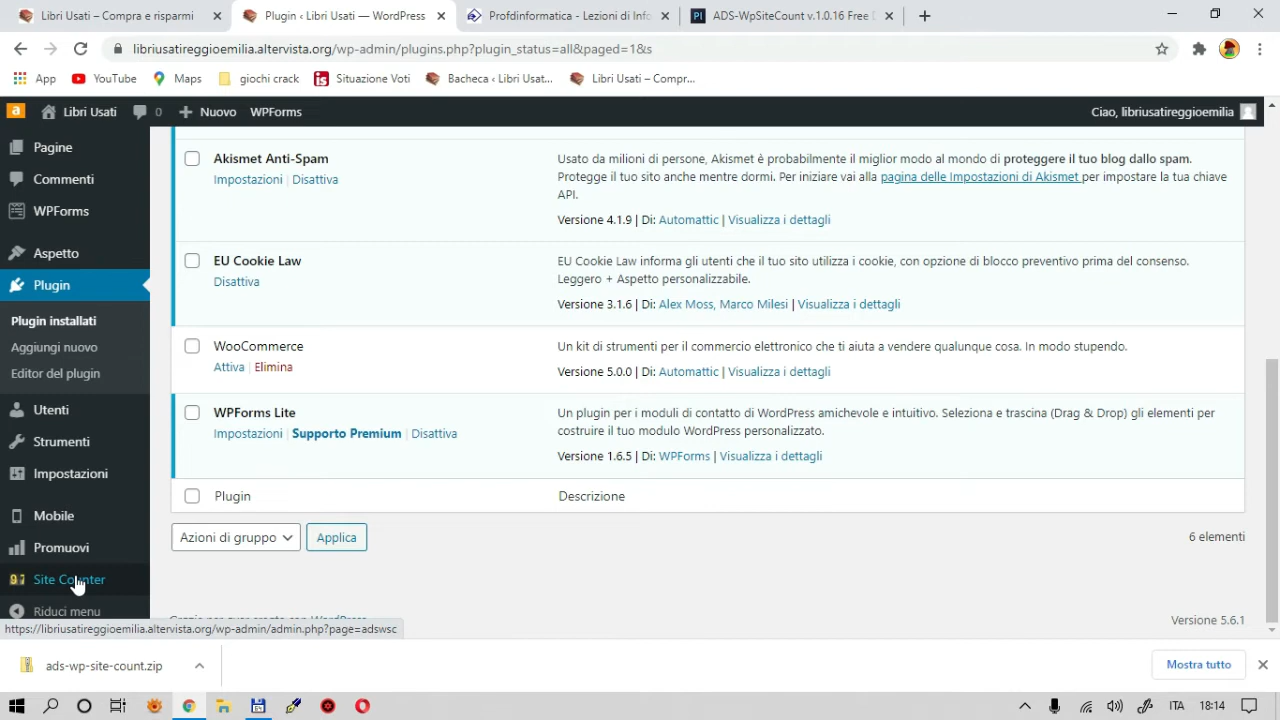 Libri Usati – Compra e risparmi
Plugin ‹ Libri Usati — WordPress
Profdinformatica - Lezioni di In
ADS-WpSiteCount v.1.0.16 Free D
libriusatireggioemilia.altervista.org/wp-admin/plugins.php?plugin_status=all&paged=1&s
App
YouTube
Maps
giochi crack
Situazione Voti
Bacheca ‹ Libri Usat...
Libri Usati – Compr...
Libri Usati
0
Nuovo
WPForms
Ciao, libriusatireggioemilia
Pagine
Commenti
WPForms
Aspetto
Plugin
Plugin installati
Aggiungi nuovo
Editor del plugin
Utenti
Strumenti
Impostazioni
Mobile
Promuovi
Site Counter
Riduci menu
Akismet Anti-Spam
Impostazioni | Disattiva
Usato da milioni di persone, Akismet è probabilmente il miglior modo al mondo di proteggere il tuo blog dallo spam.
Protegge il tuo sito anche mentre dormi. Per iniziare vai alla pagina delle Impostazioni di Akismet per impostare la tua chiave
API.
Versione 4.1.9 | Di: Automattic | Visualizza i dettagli
EU Cookie Law
Disattiva
EU Cookie Law informa gli utenti che il tuo sito utilizza i cookie, con opzione di blocco preventivo prima del consenso.
Leggero + Aspetto personalizzabile.
Versione 3.1.6 | Di: Alex Moss, Marco Milesi | Visualizza i dettagli
WooCommerce
Attiva | Elimina
Un kit di strumenti per il commercio elettronico che ti aiuta a vendere qualunque cosa. In modo stupendo.
Versione 5.0.0 | Di: Automattic | Visualizza i dettagli
WPForms Lite
Impostazioni | Supporto Premium | Disattiva
Un plugin per i moduli di contatto di WordPress amichevole e intuitivo. Seleziona e trascina (Drag & Drop) gli elementi per
costruire il tuo modulo WordPress personalizzato.
Versione 1.6.5 | Di: WPForms | Visualizza i dettagli
Plugin
Descrizione
Azioni di gruppo
Applica
6 elementi
Versione 5.6.1
https://libriusatireggioemilia.altervista.org/wp-admin/admin.php?page=adswsc
ads-wp-site-count.zip
Mostra tutto
ITA
18:14